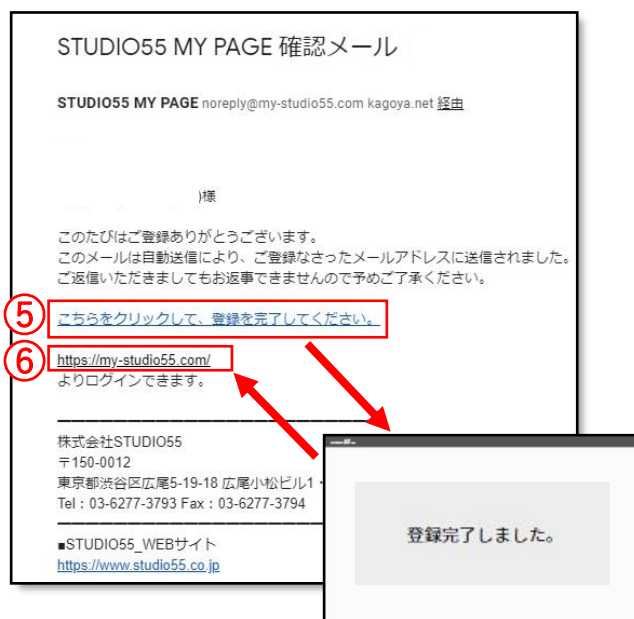 STUDIO55 MY PAGE 確認メール
STUDIO55 MY PAGE noreply@my-studio55.com kagoya.net 経由
)様
このたびはご登録ありがとうございます。
このメールは自動送信により、ご登録なさったメールアドレスに送信されました。
ご返信いただきましてもお返事できませんので予めご了承ください。
⑤ こちらをクリックして、登録を完了してください。
⑥ https://my-studio55.com/
よりログインできます。
株式会社STUDIO55
〒150-0012
東京都渋谷区広尾5-19-18 広尾小松ビル1・
Tel : 03-6277-3793 Fax : 03-6277-3794
■STUDIO55_WEBサイト
https://www.studio55.co.jp
登録完了しました。